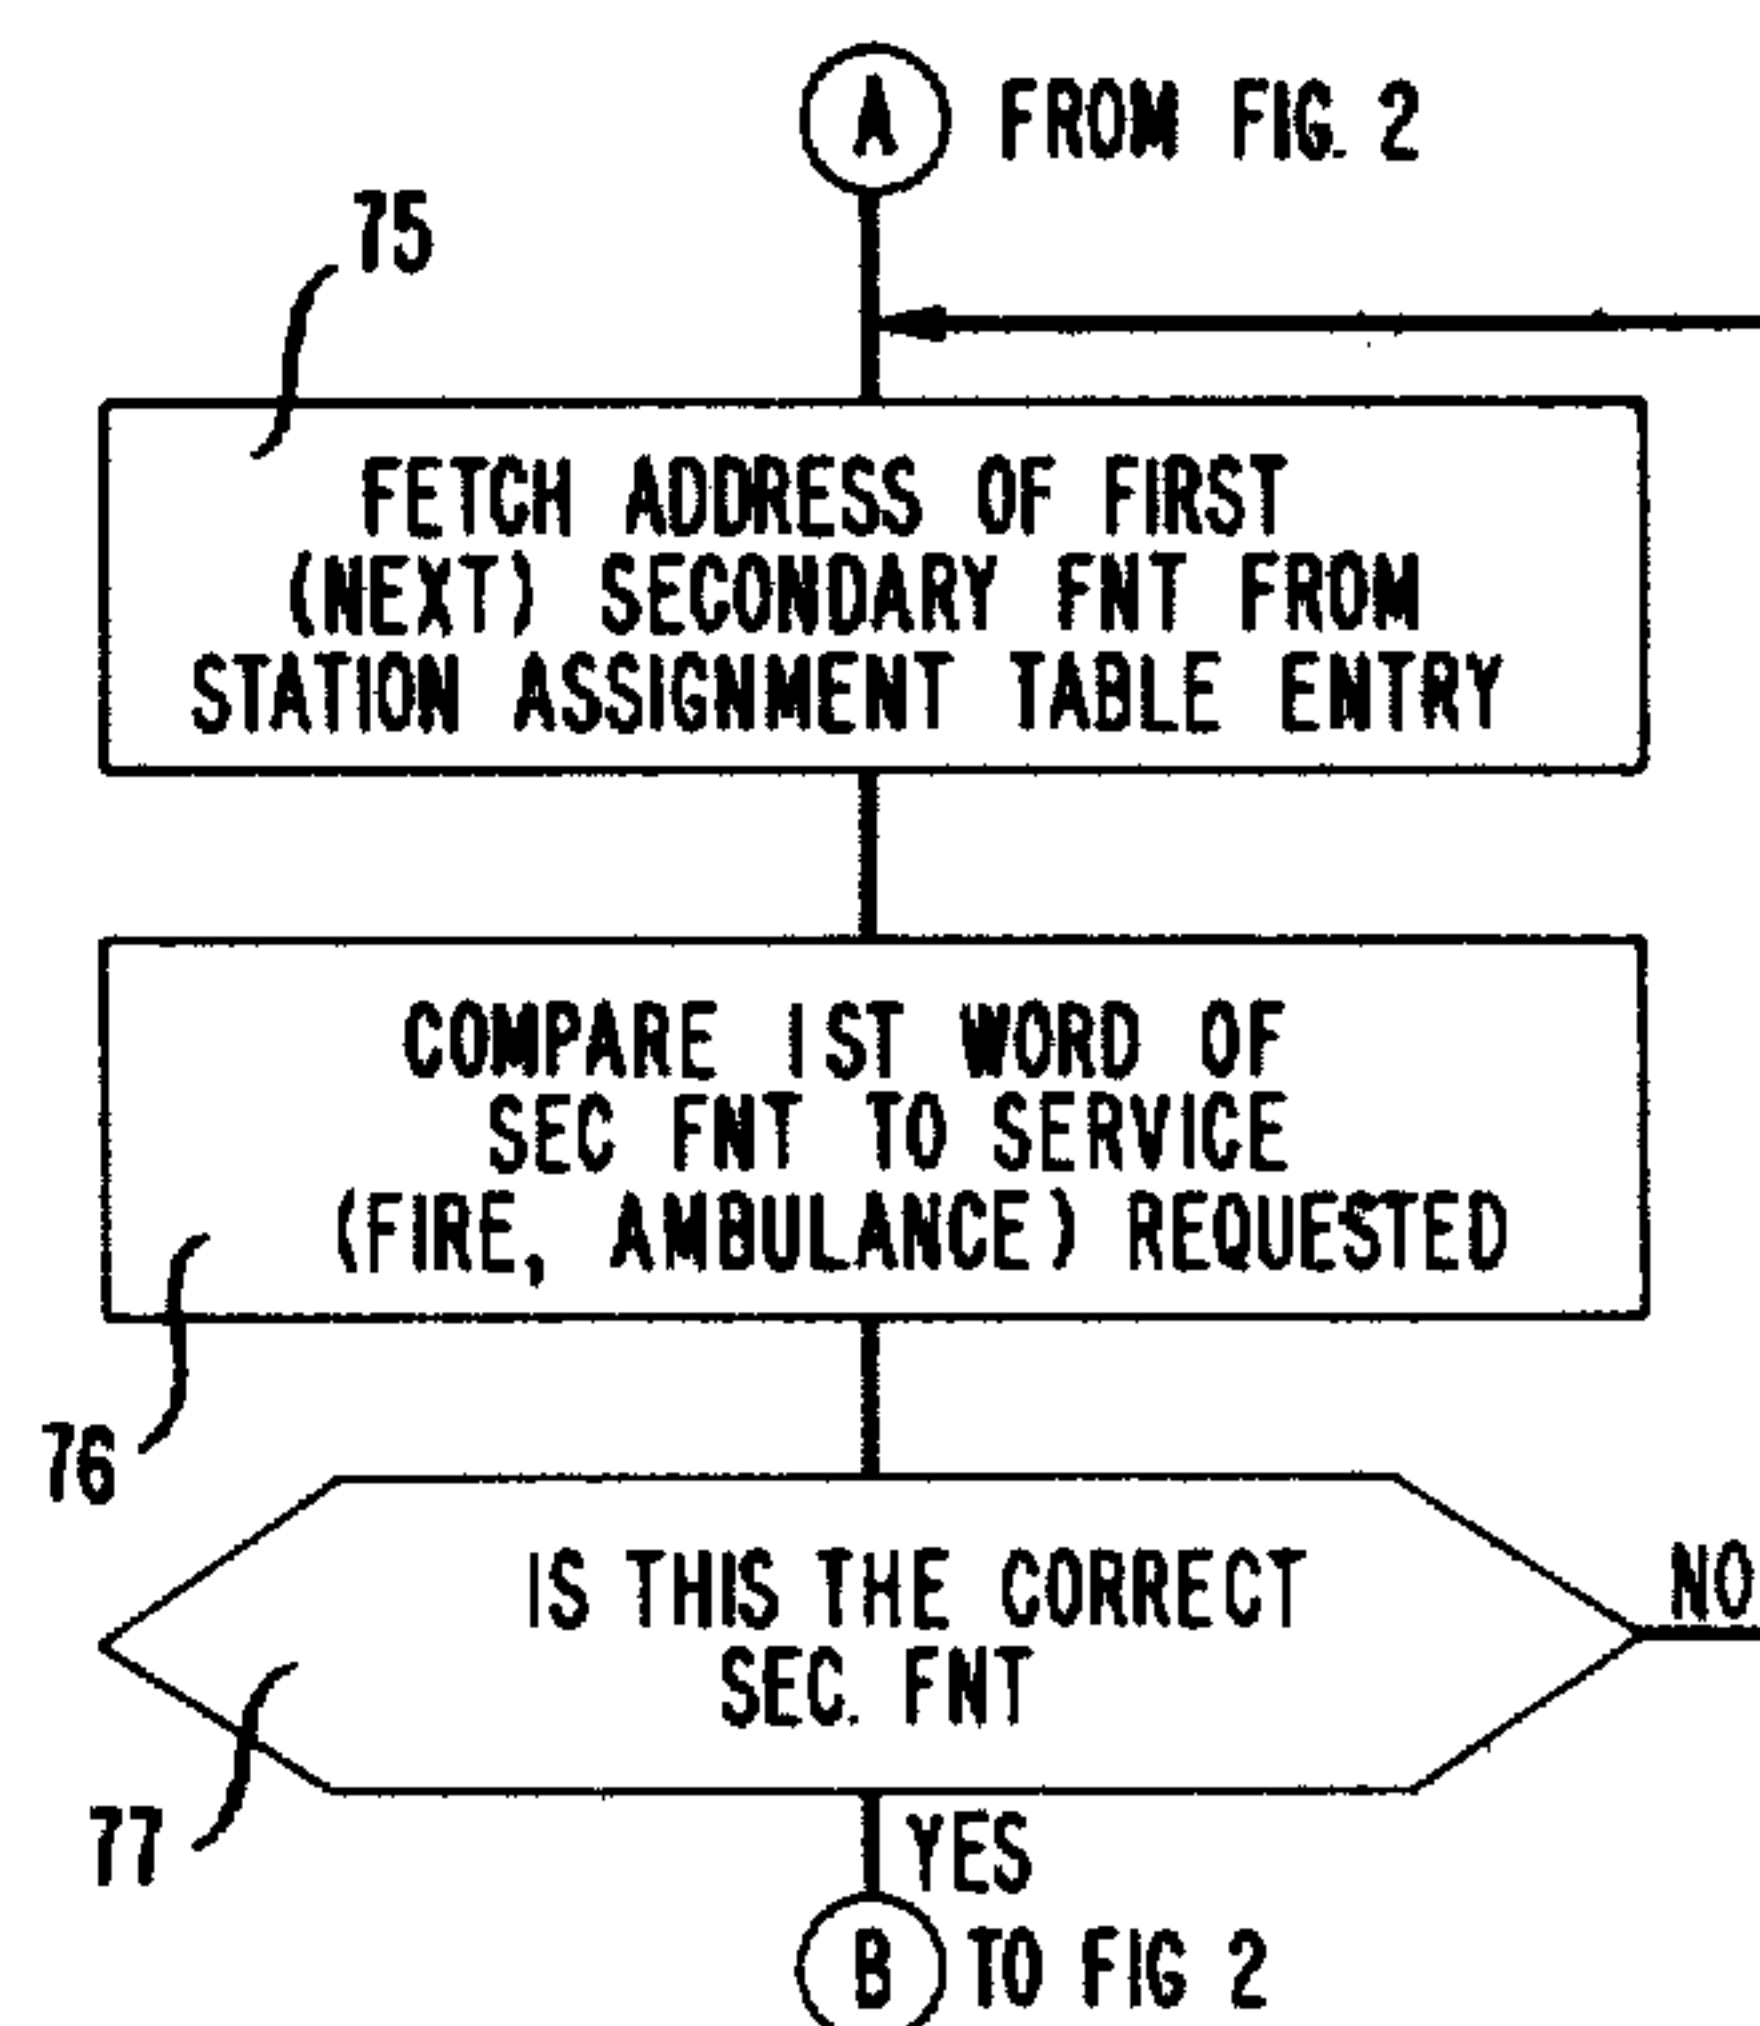 A FROM FIG. 2
75
FETCH ADDRESS OF FIRST
(NEXT) SECONDARY FNT FROM
STATION ASSIGNMENT TABLE ENTRY
COMPARE 1ST WORD OF
SEC FNT TO SERVICE
(FIRE, AMBULANCE) REQUESTED
76
IS THIS THE CORRECT
SEC. FNT
NO
77
YES
B TO FIG 2